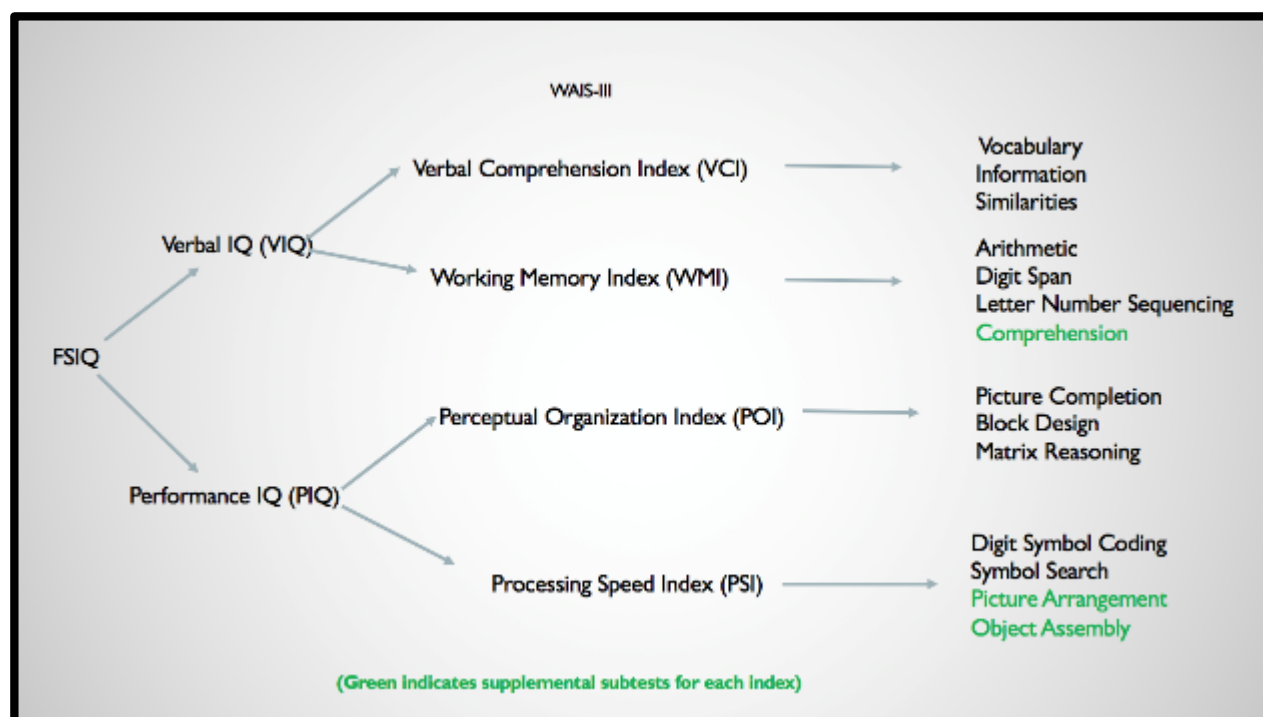 WAIS-III
Verbal Comprehension Index (VCI)
Vocabulary
Information
Similarities
Verbal IQ (VIQ)
Working Memory Index (WMI)
Arithmetic
Digit Span
Letter Number Sequencing
Comprehension
FSIQ
Perceptual Organization Index (POI)
Picture Completion
Block Design
Matrix Reasoning
Performance IQ (PIQ)
Processing Speed Index (PSI)
Digit Symbol Coding
Symbol Search
Picture Arrangement
Object Assembly
(Green indicates supplemental subtests for each index)